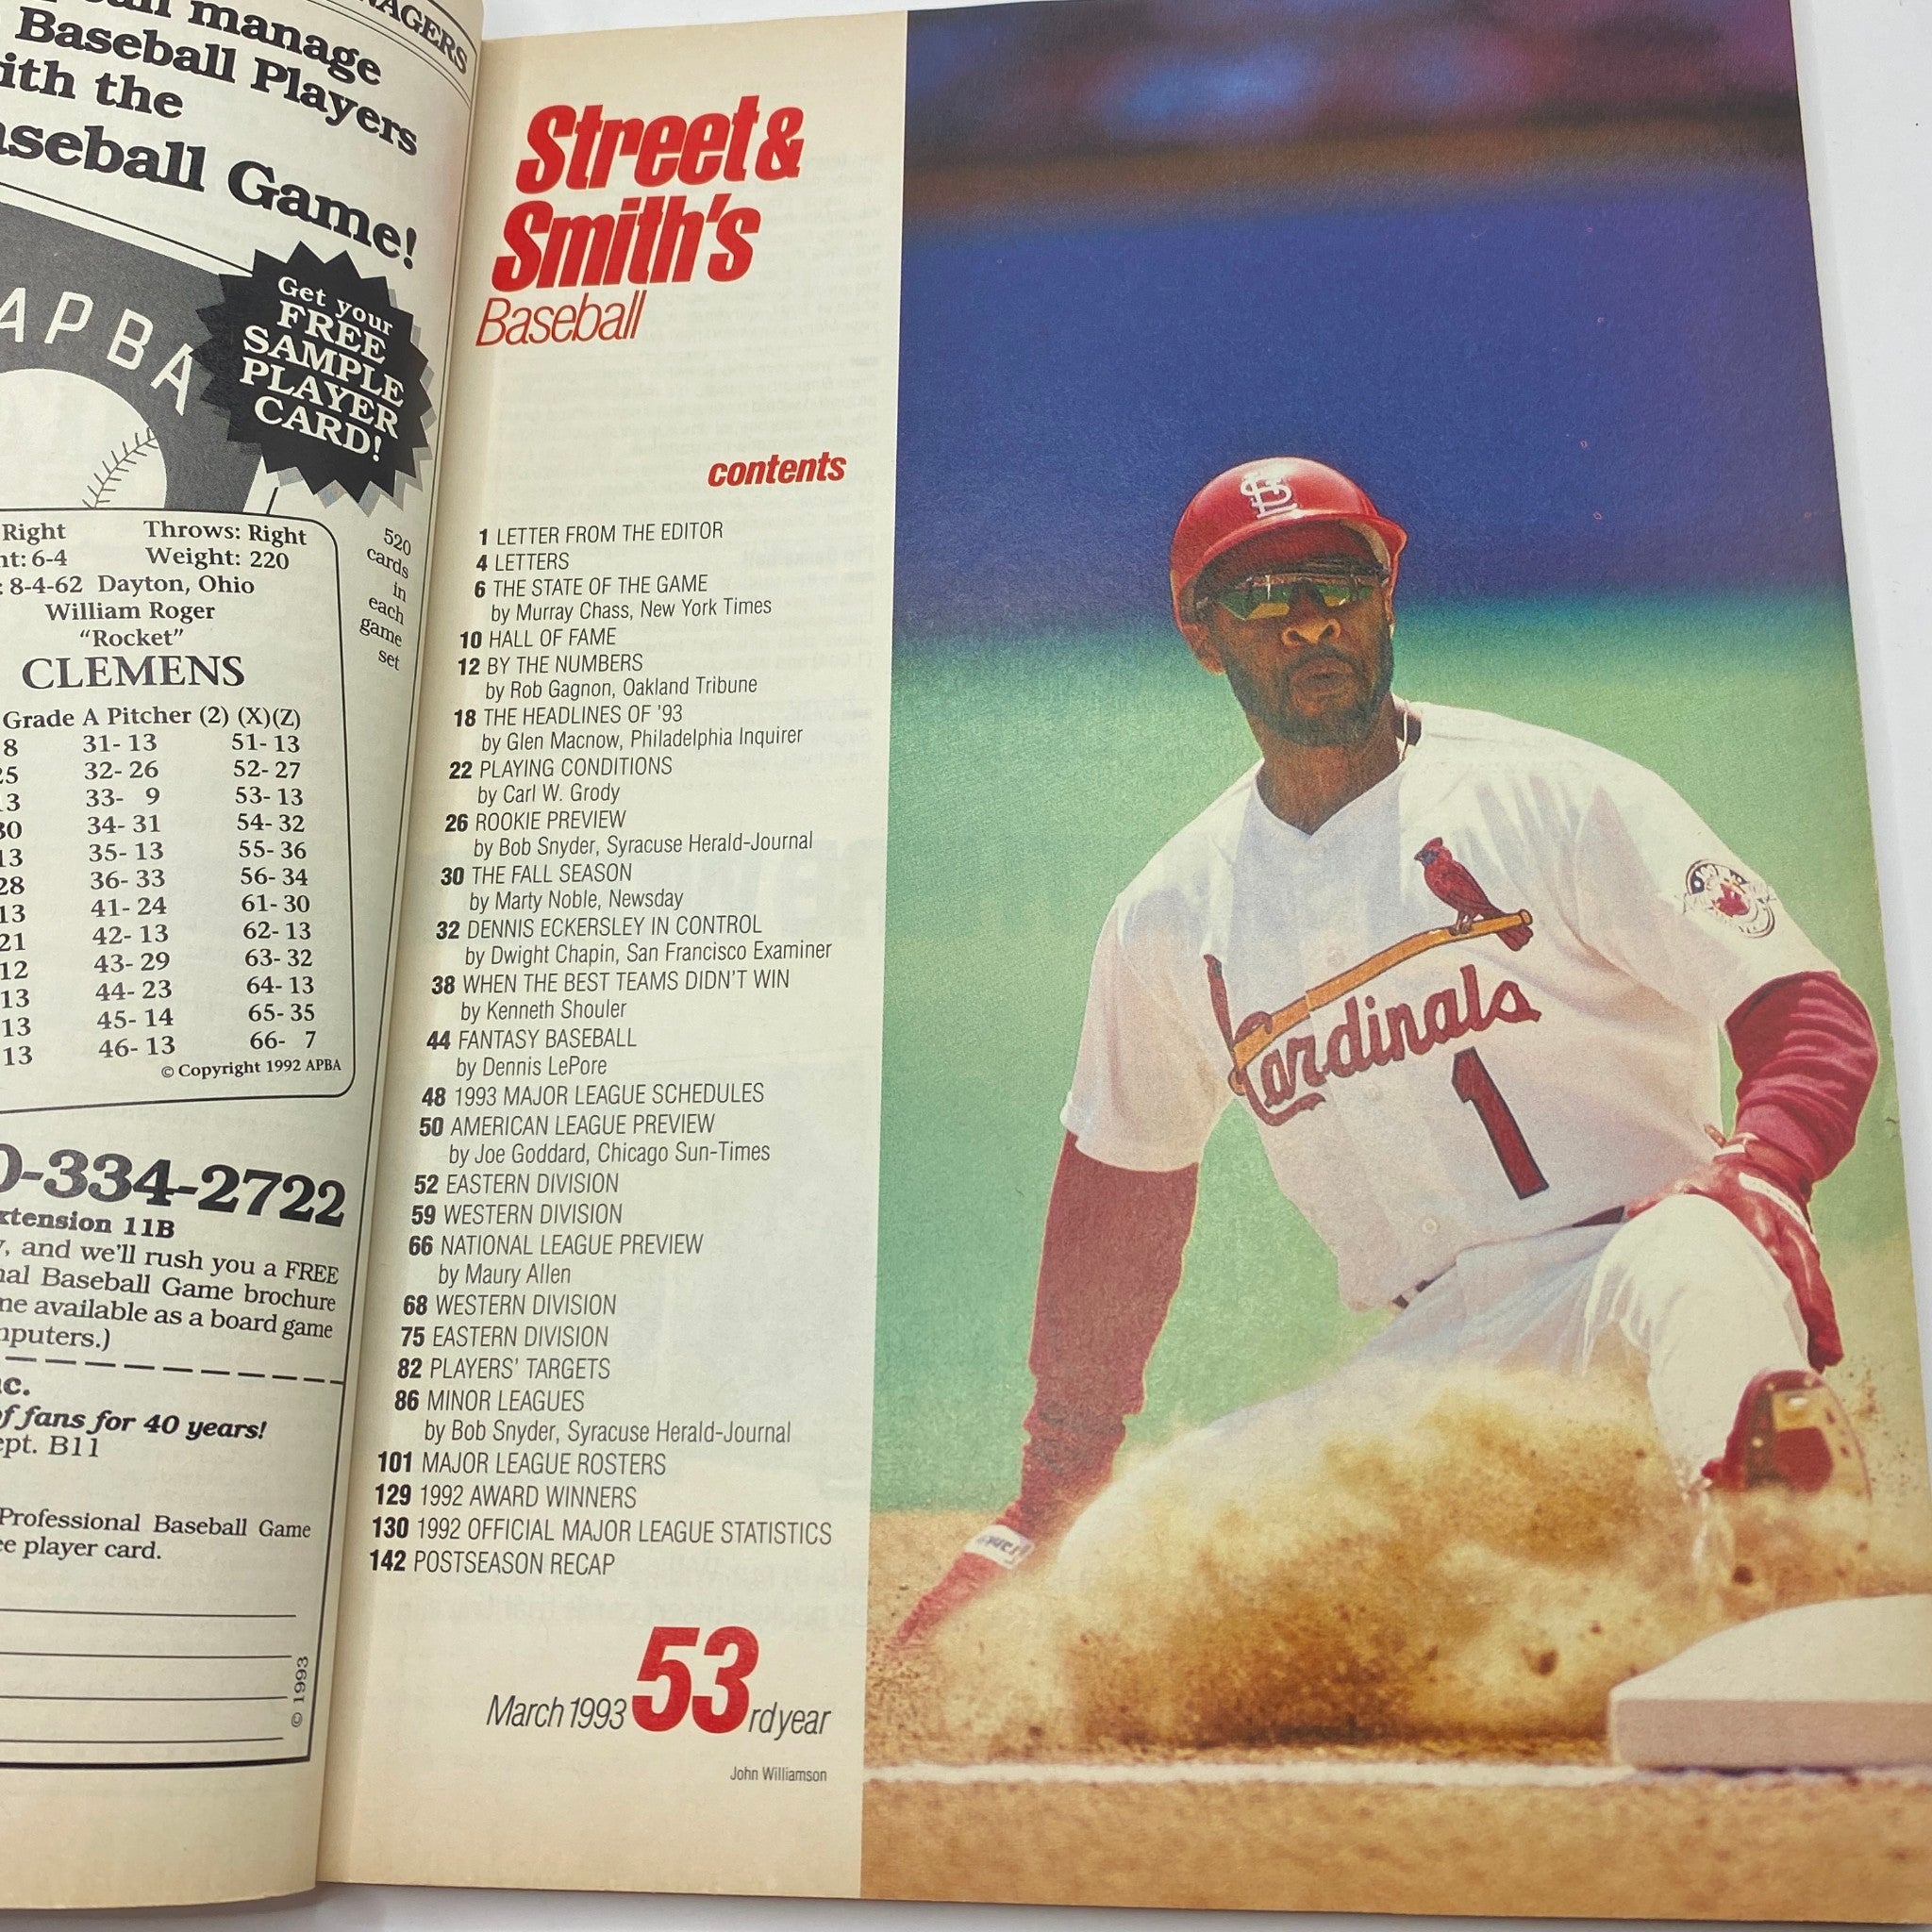 manage
Baseball Players
with the
Baseball Game!
APBA
Get your
FREE
SAMPLE
PLAYER
CARD!
520
cards
in
each
game
set
Right Throws: Right
6-4 Weight: 220
8-4-62 Dayton, Ohio
William Roger
"Rocket"
CLEMENS
Grade A Pitcher (2) (X)(Z)
8 31- 13 51- 13
32- 26 52- 27
33- 9 53- 13
34- 31 54- 32
13 35- 13 55- 36
28 36- 33 56- 34
13 41- 24 61- 30
21 42- 13 62- 13
12 43- 29 63- 32
13 44- 23 64- 13
13 45- 14 65- 35
13 46- 13 66- 7
© Copyright 1992 APBA
0-334-2722
extension 11B
, and we'll rush you a FREE
Baseball Game brochure
available as a board game
of fans for 40 years!
B11
Professional Baseball Game
player card.
© 1993
Street &
Smith's
Baseball
contents
1 LETTER FROM THE EDITOR
4 LETTERS
6 THE STATE OF THE GAME
by Murray Chass, New York Times
10 HALL OF FAME
12 BY THE NUMBERS
by Rob Gagnon, Oakland Tribune
18 THE HEADLINES OF '93
by Glen Macnow, Philadelphia Inquirer
22 PLAYING CONDITIONS
by Carl W. Grody
26 ROOKIE PREVIEW
by Bob Snyder, Syracuse Herald-Journal
30 THE FALL SEASON
by Marty Noble, Newsday
32 DENNIS ECKERSLEY IN CONTROL
by Dwight Chapin, San Francisco Examiner
38 WHEN THE BEST TEAMS DIDN'T WIN
by Kenneth Shouler
44 FANTASY BASEBALL
by Dennis LePore
48 1993 MAJOR LEAGUE SCHEDULES
50 AMERICAN LEAGUE PREVIEW
by Joe Goddard, Chicago Sun-Times
52 EASTERN DIVISION
59 WESTERN DIVISION
66 NATIONAL LEAGUE PREVIEW
by Maury Allen
68 WESTERN DIVISION
75 EASTERN DIVISION
82 PLAYERS' TARGETS
86 MINOR LEAGUES
by Bob Snyder, Syracuse Herald-Journal
101 MAJOR LEAGUE ROSTERS
129 1992 AWARD WINNERS
130 1992 OFFICIAL MAJOR LEAGUE STATISTICS
142 POSTSEASON RECAP
March 1993 53rd year
John Williamson
StL
Cardinals
1
Franklin